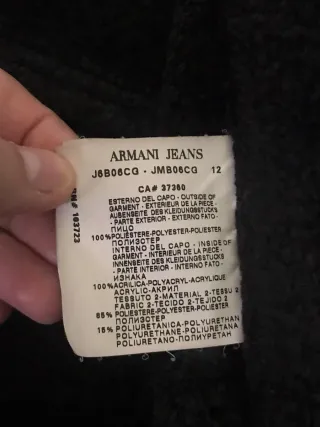 ARMANI JEANS
J6B06CG - JMB06CG 12
CA# 37360
ESTERNO DEL CAPO - OUTSIDE OF
GARMENT - EXTERIEUR DE LA PIECE -
AUßENSEITE DES KLEIDUNGSSTUCKS
- PARTE EXTERIOR - EXTERNO FATO -
ЛИЦО
100%POLIESTERE-POLYESTER-POLIESTER
ПОЛИЭСТЕР
INTERNO DEL CAPO - INSIDE OF
GARMENT - INTERIEUR DE LA PIECE -
INNENSEITE DES KLEIDUNGSSTUCKS
- PARTE INTERIOR - INTERNO FATO -
ИЗНАКА
100%ACRILICA-POLYACRYL-ACRYLIQUE
ACRYLIC-АКРИЛ
TESSUTO 2-MATERIAL 2-TESSU 2
FABRIC 2-TECIDO 2-TEJIDO 2
85%POLIESTERE-POLYESTER-POLIESTER
ПОЛИЭСТЕР
15%POLIURETANICA-POLYURETHAN
POLYURETHANE-POLIURETANA
POLIURETANO-ПОЛИУРЕТАН
RN# 103723